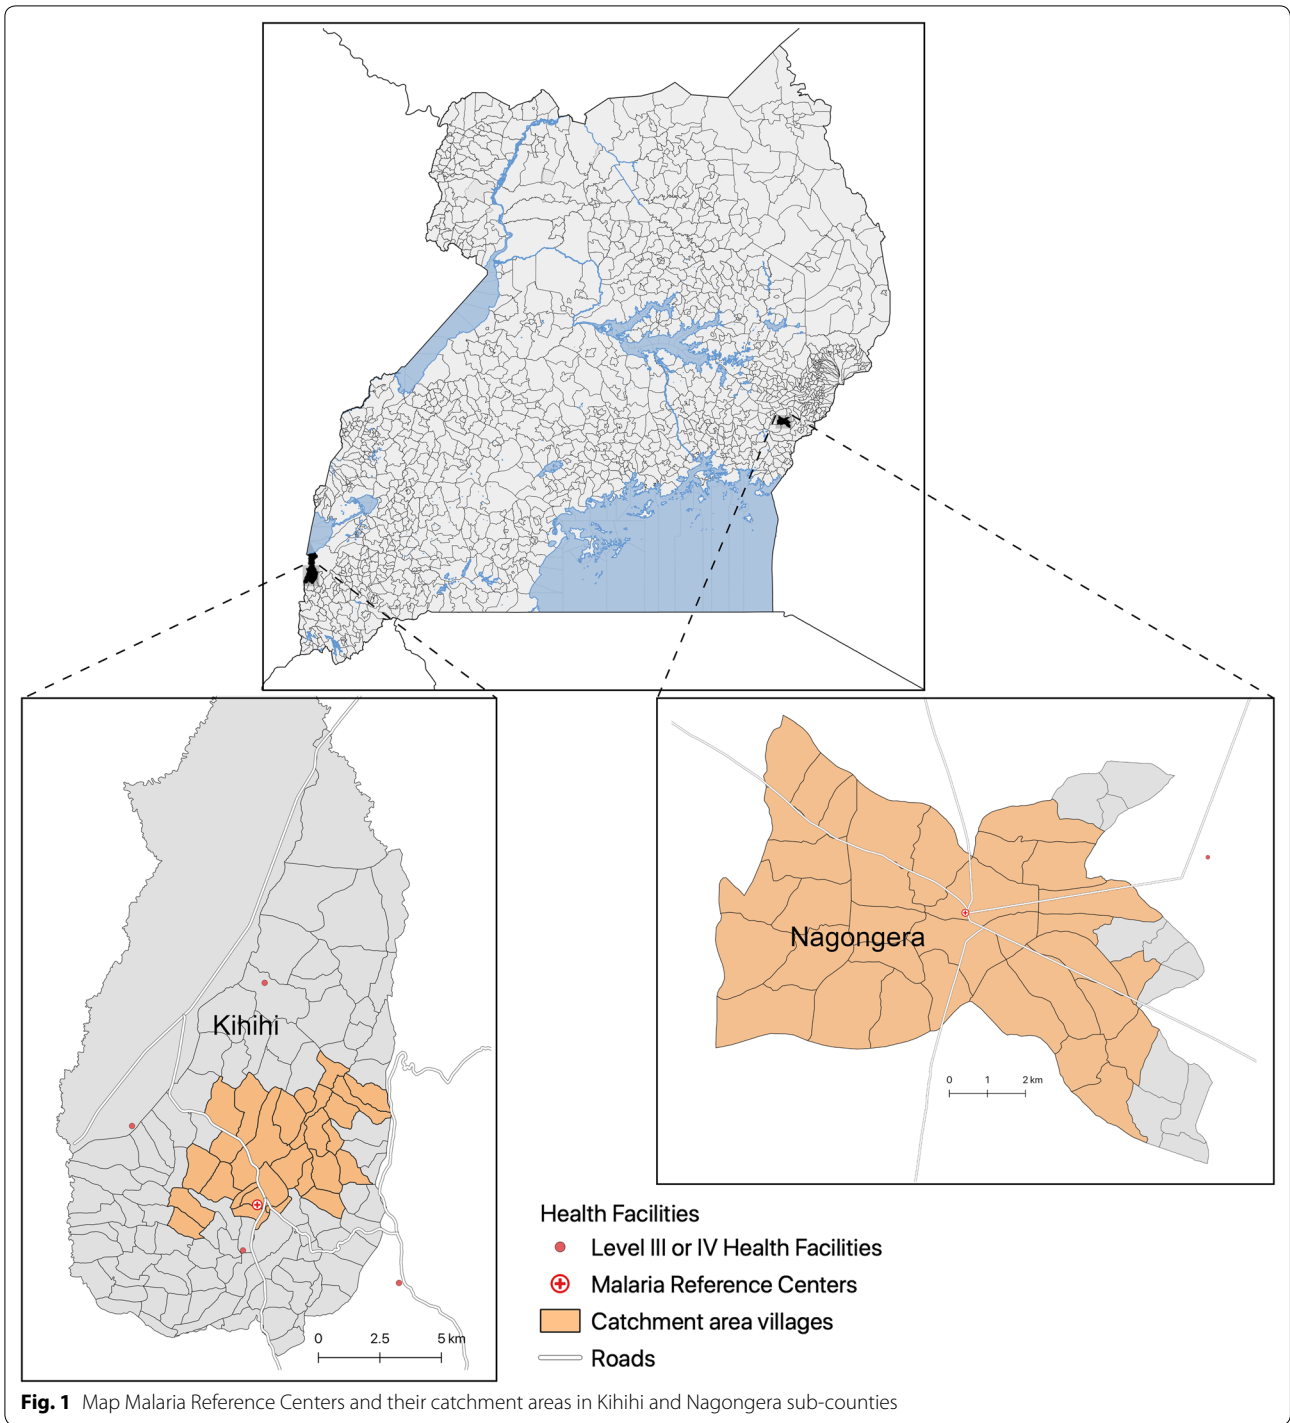 Kihihi
0 2.5 5 km
Nagongera
0 1 2 km
Health Facilities
Level III or IV Health Facilities
Malaria Reference Centers
Catchment area villages
Roads
Fig. 1 Map Malaria Reference Centers and their catchment areas in Kihihi and Nagongera sub-counties